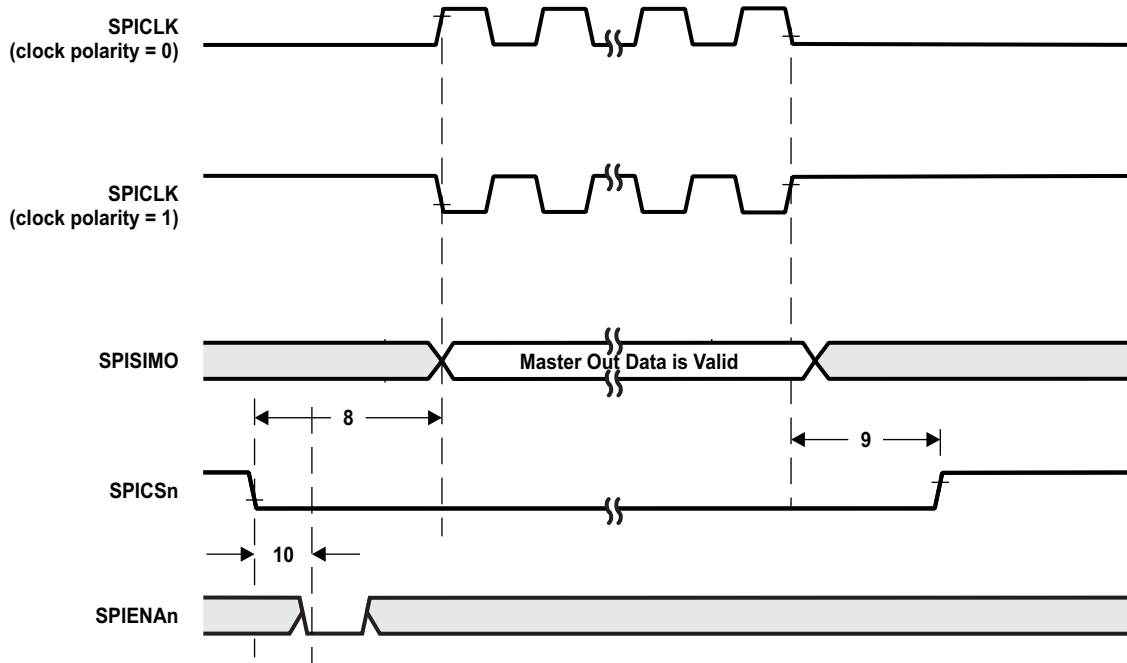 SPICLK
(clock polarity = 0)
SPICLK
(clock polarity = 1)
SPISIMO
Master Out Data is Valid
8
9
SPICSn
10
SPIENAn